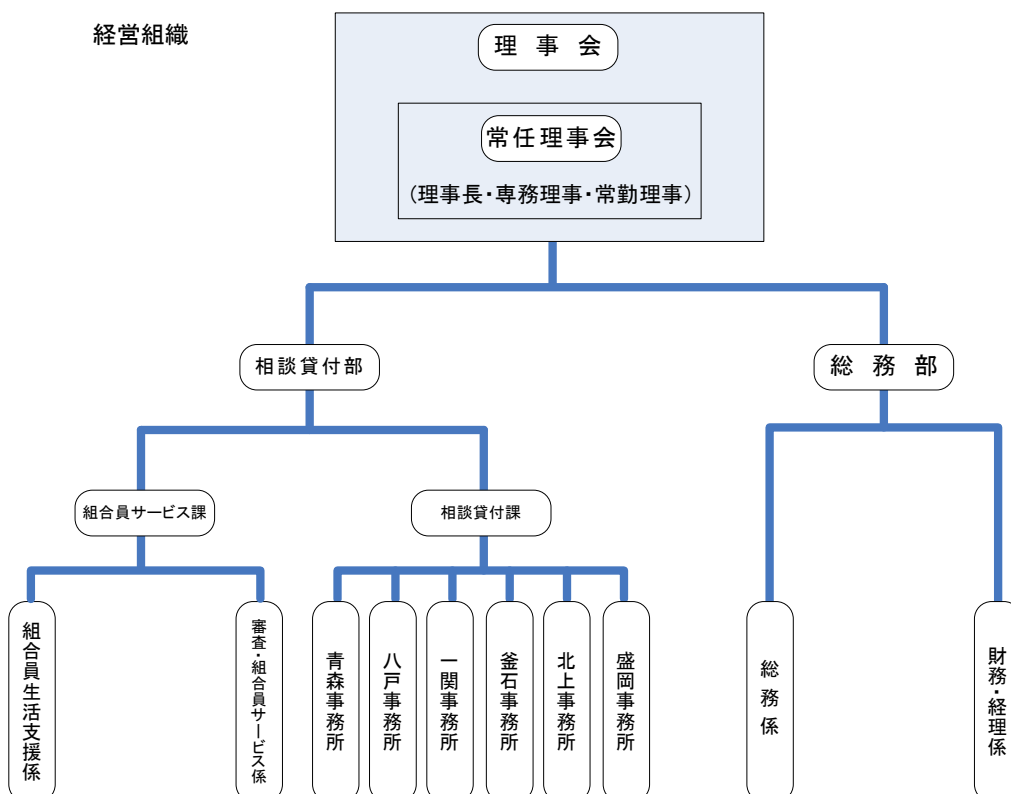 経営組織
理事会
常任理事会
(理事長・専務理事・常勤理事)
相談貸付部
総務部
組合員サービス課
相談貸付課
組合員生活支援係
審査・組合員サービス係
青森事務所
八戸事務所
一関事務所
釜石事務所
北上事務所
盛岡事務所
総務係
財務・経理係